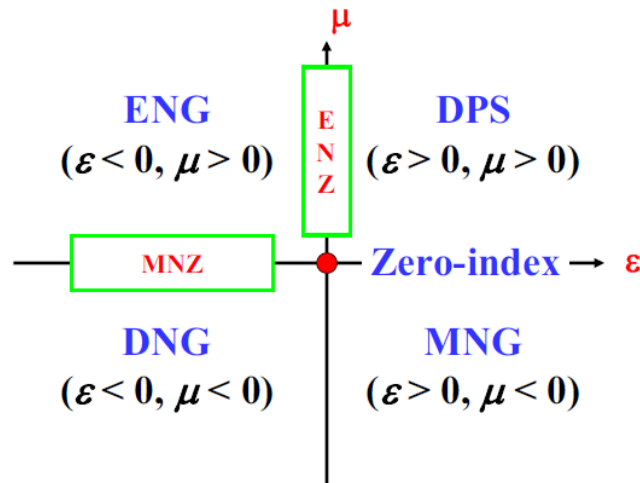 μ
ENG
(ε < 0, μ > 0)
E
N
Z
DPS
(ε > 0, μ > 0)
MNZ
Zero-index
ε
DNG
(ε < 0, μ < 0)
MNG
(ε > 0, μ < 0)